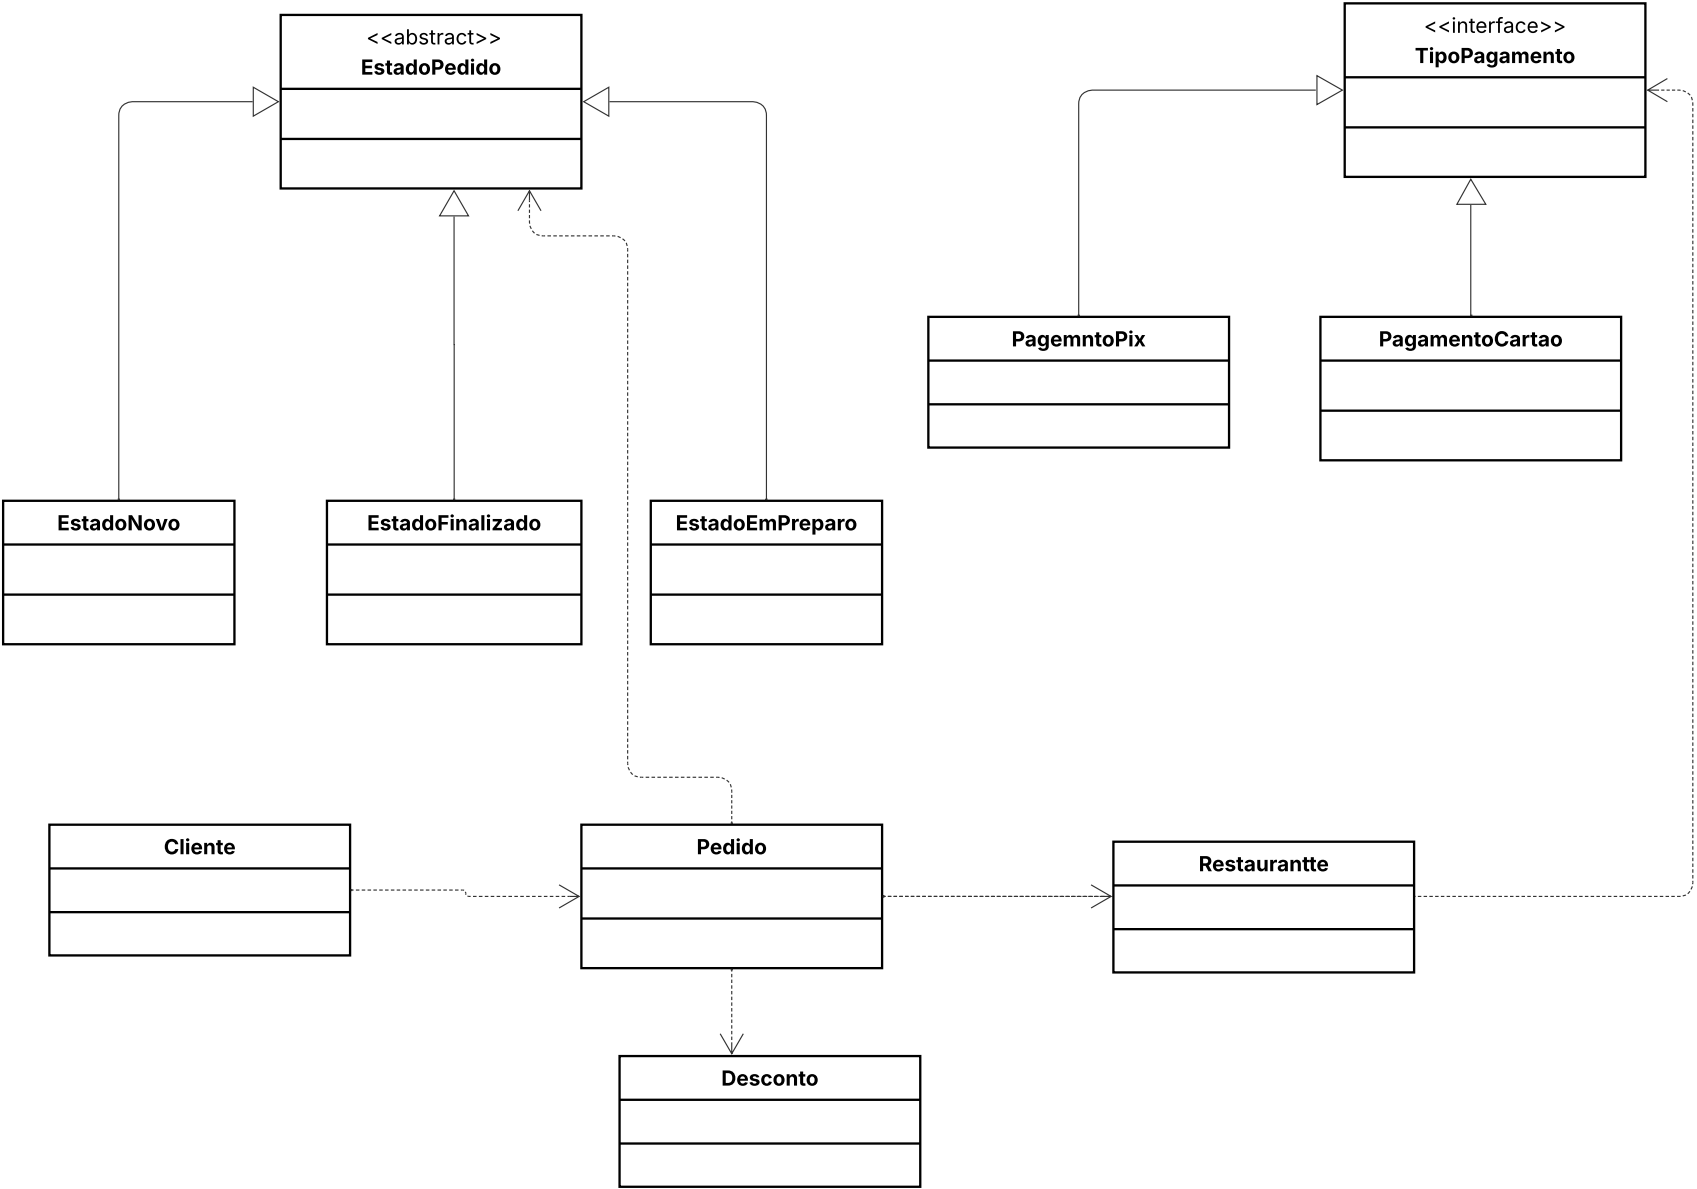 <<abstract>>
EstadoPedido
<<interface>>
TipoPagamento
PagemntoPix
PagamentoCartao
EstadoNovo
EstadoFinalizado
EstadoEmPreparo
Cliente
Pedido
Restaurantte
Desconto